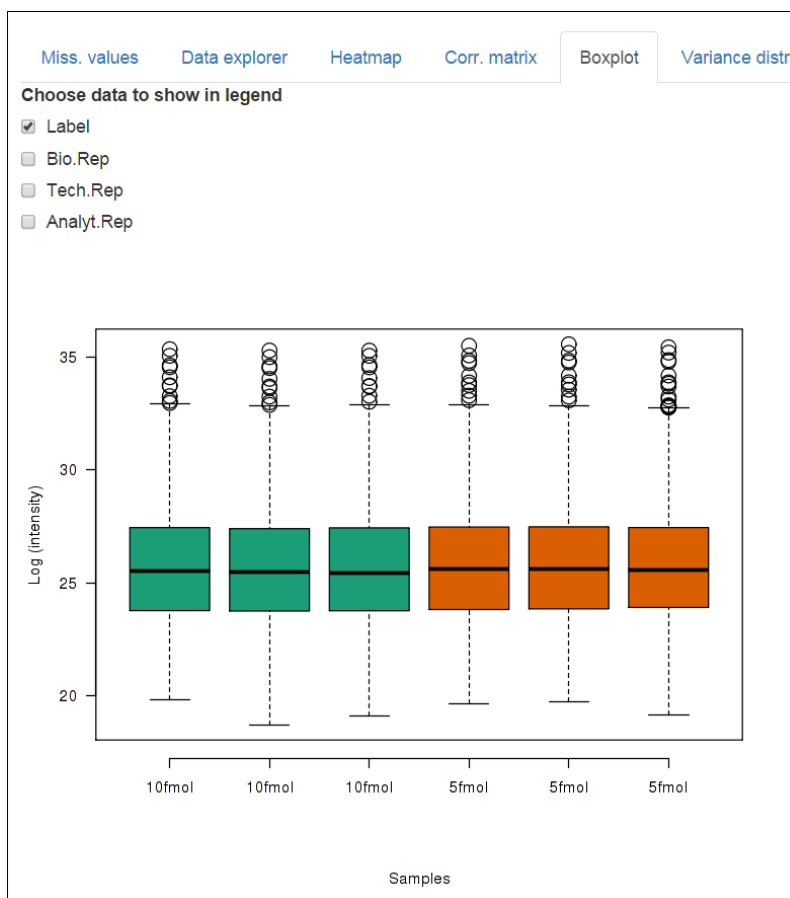 Miss. values Data explorer Heatmap Corr. matrix Boxplot Variance distr
Choose data to show in legend
Label
Bio.Rep
Tech.Rep
Analyt.Rep
35
30
25
20
Log (intensity)
10fmol 10fmol 10fmol 5fmol 5fmol 5fmol
Samples